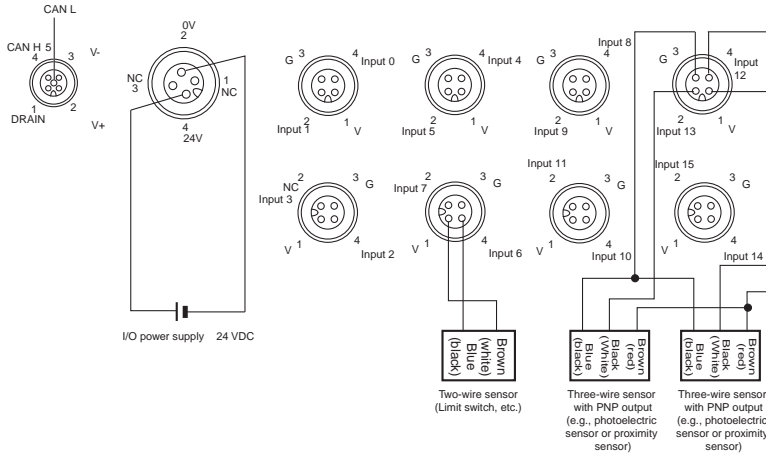 CAN L
CAN H 5
4
3
V-
1
2
DRAIN
V+
0V
2
NC
3
1
NC
4
24V
I/O power supply 24 VDC
G 3
4 Input 0
2
Input 1
1
V
G 3
4 Input 4
2
Input 5
1
V
G 3
4
2
Input 9
1
V
Input 8
G 3
4
Input
12
2
Input 13
1
V
NC 2
Input 3
3
G
V 1
4
Input 2
Input 7 2
3
G
V 1
4
Input 6
Input 11
2
3
G
V 1
4
Input 10
Input 15
2
3
G
V 1
4
Input 14
Brown
(white)
Blue
(black)
Two-wire sensor
(Limit switch, etc.)
Brown
(red)
Black
(White)
Blue
(black)
Three-wire sensor
with PNP output
(e.g., photoelectric
sensor or proximity
sensor)
Brown
(red)
Black
(White)
Blue
(black)
Three-wire sensor
with PNP output
(e.g., photoelectric
sensor or proximity
sensor)